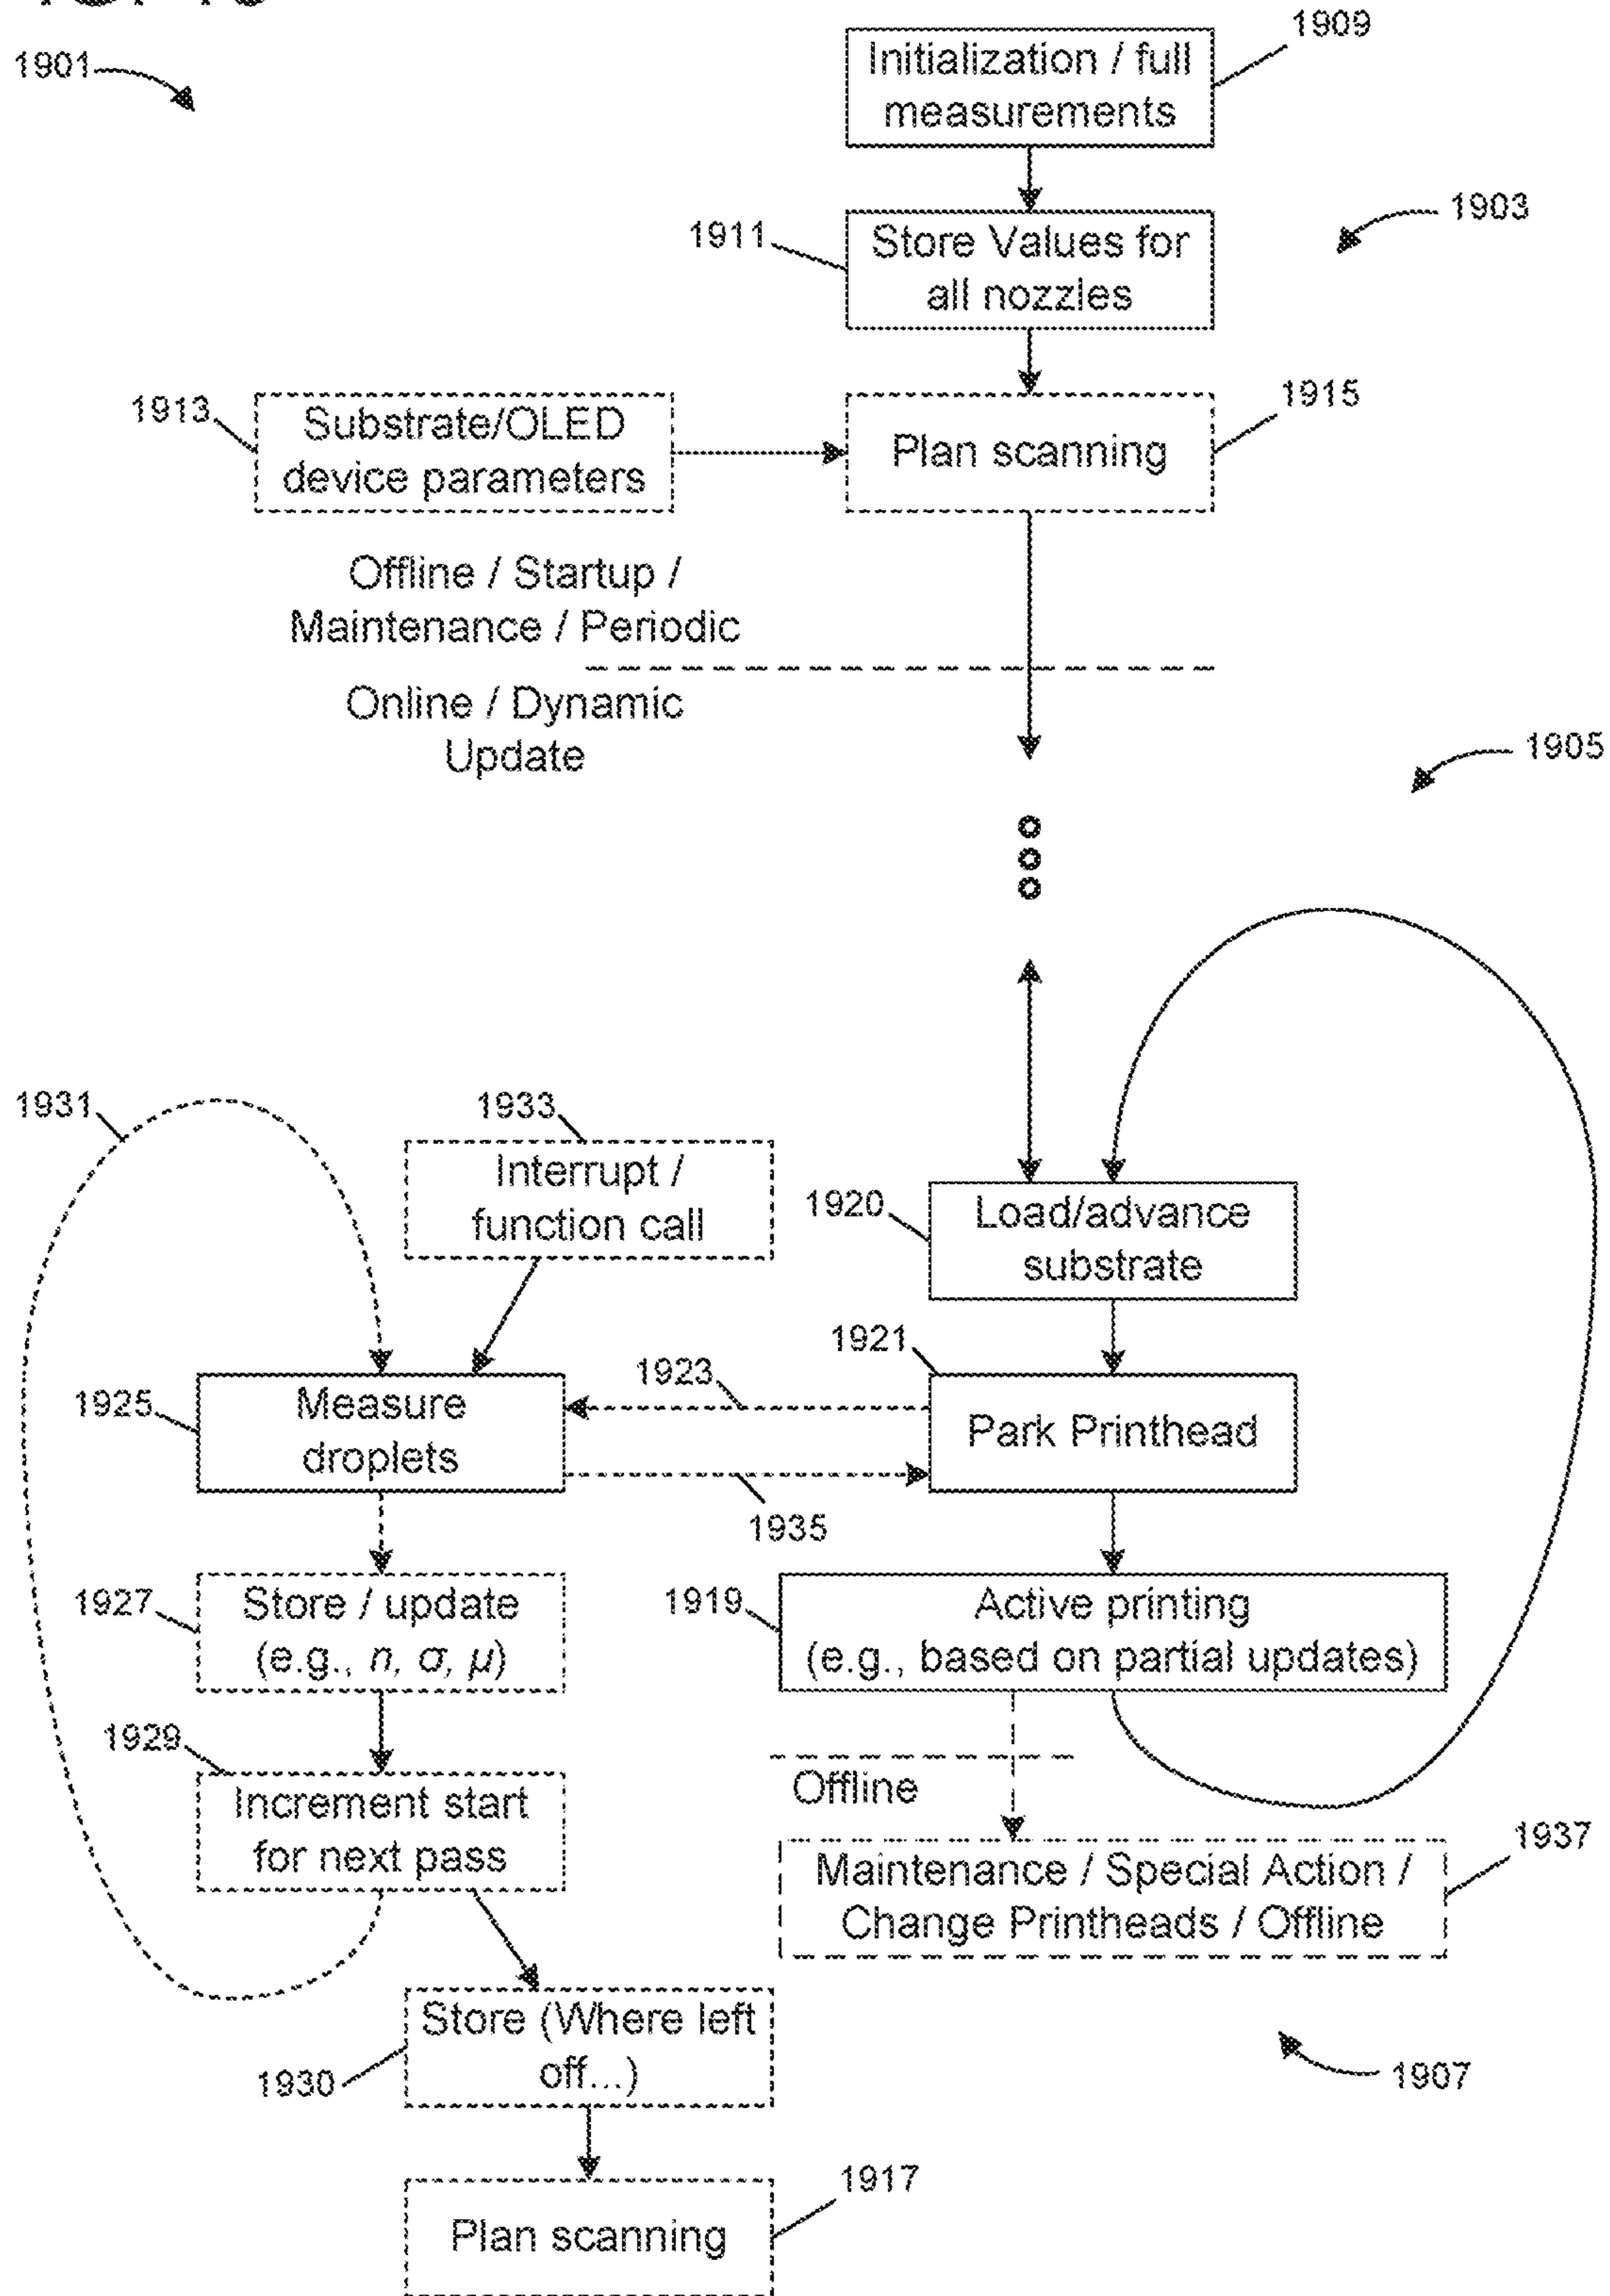 1901
1909
Initialization / full
measurements
1903
1911
Store Values for
all nozzles
1913
Substrate/OLED
device parameters
1915
Plan scanning
Offline / Startup /
Maintenance / Periodic
Online / Dynamic
Update
1905
1931
1933
Interrupt /
function call
1920
Load/advance
substrate
1921
1923
1925
Measure
droplets
Park Printhead
1935
1927
Store / update
(e.g., n, σ, μ)
1919
Active printing
(e.g., based on partial updates)
1929
Increment start
for next pass
Offline
1937
Maintenance / Special Action /
Change Printheads / Offline
1930
Store (Where left
off...)
1907
1917
Plan scanning